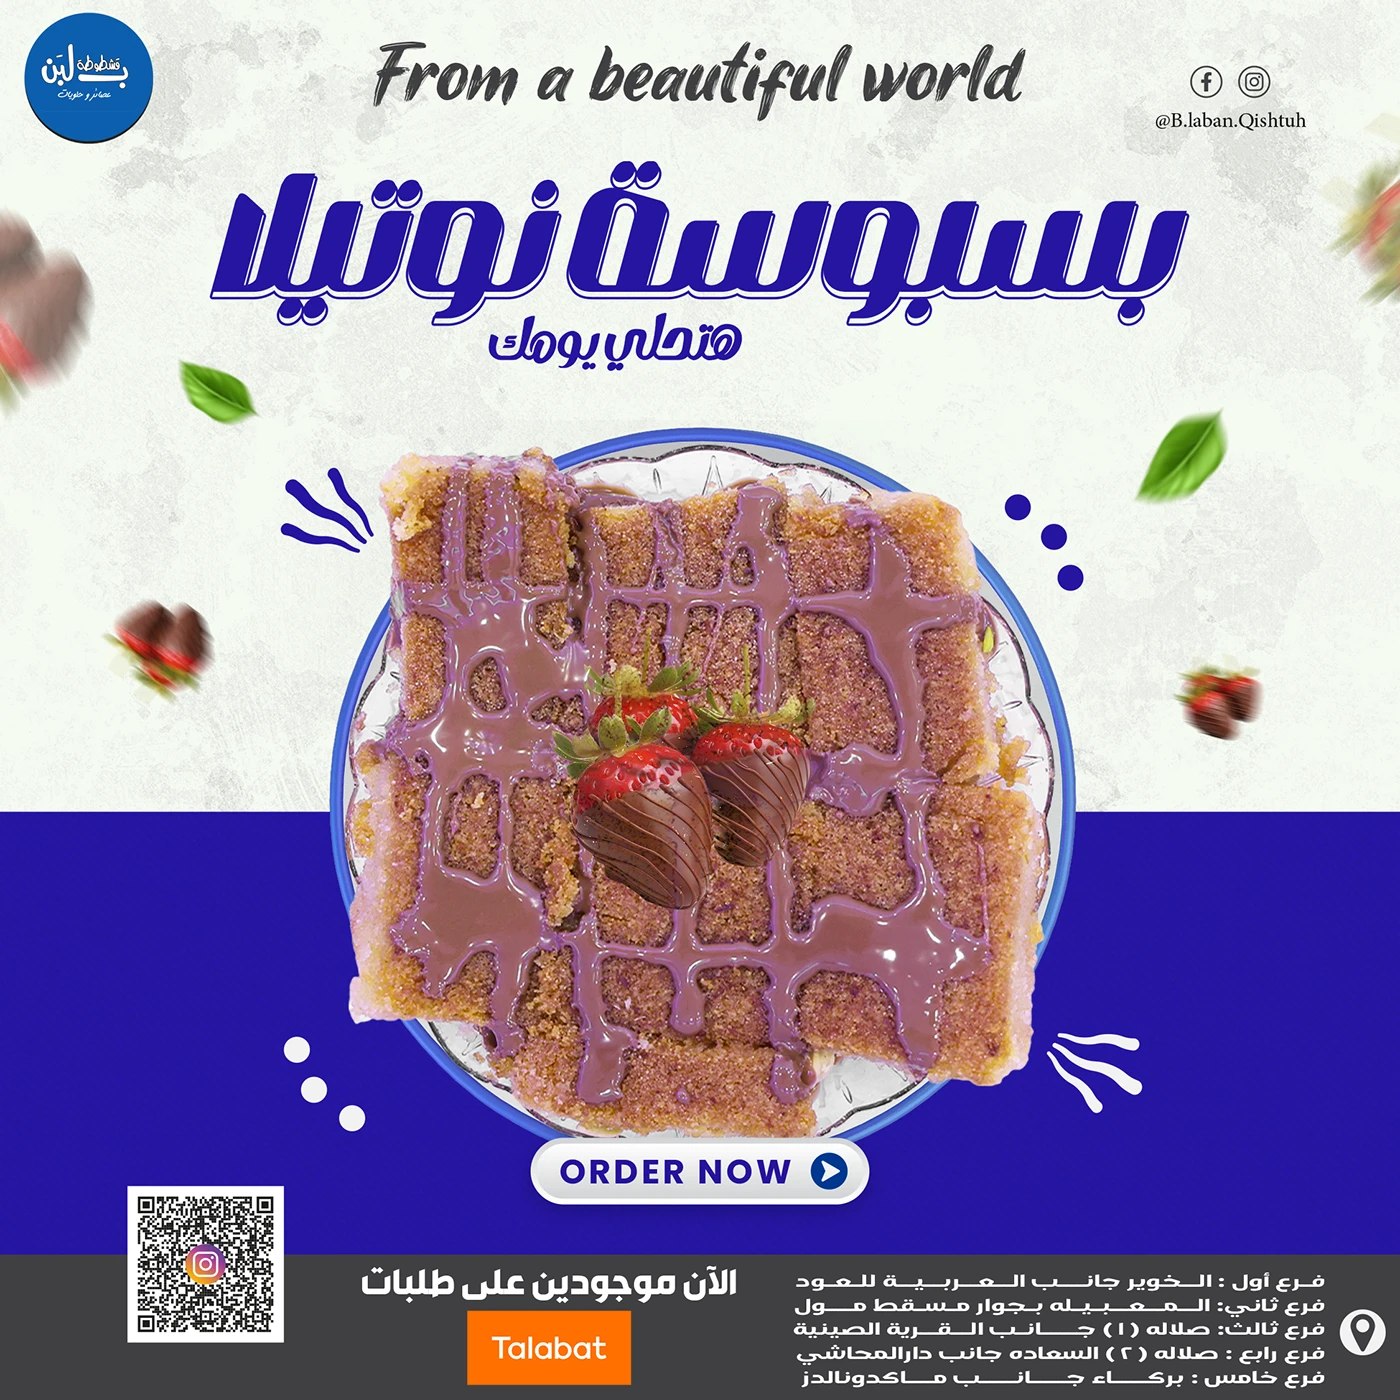 قشطوطة
بـ لبَن
عصائر و حلويات
From a beautiful world
@B.laban.Qishtuh
بسبوسة نوتيلا
هتحلي يومك
ORDER NOW
الآن موجودين على طلبات
Talabat
فرع أول : الخوير جانب العربية للعود
فرع ثاني: المعبيله بجوار مسقط مول
فرع ثالث: صلاله (١) جانب القرية الصينية
فرع رابع : صلاله (٢) السعاده جانب دارالمحاشي
فرع خامس : بركاء جانب ماكدونالدز